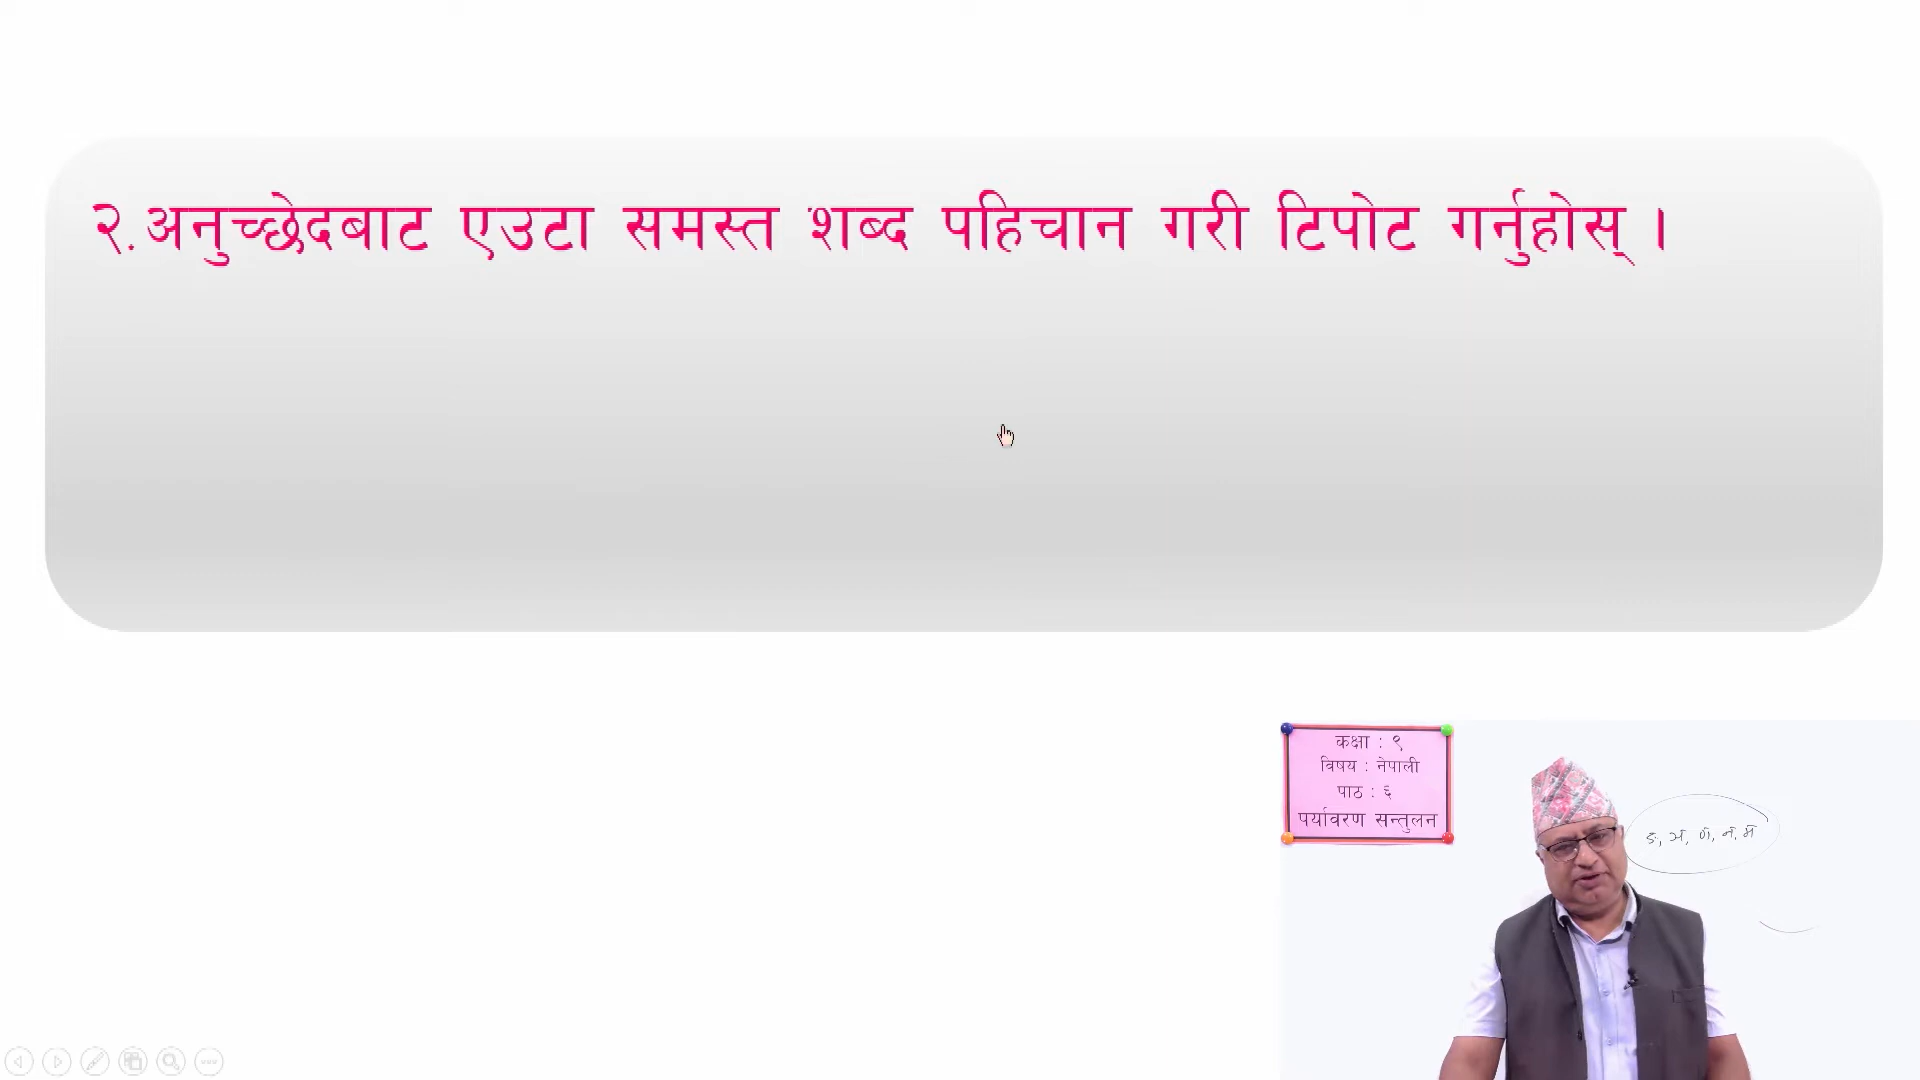 २. अनुच्छेदबाट एउटा समस्त शब्द पहिचान गरी टिपोट गर्नुहोस् ।
कक्षा : ९
विषय : नेपाली
पाठ : ६
पर्यावरण सन्तुलन
ङ, ञ, ण, न, म